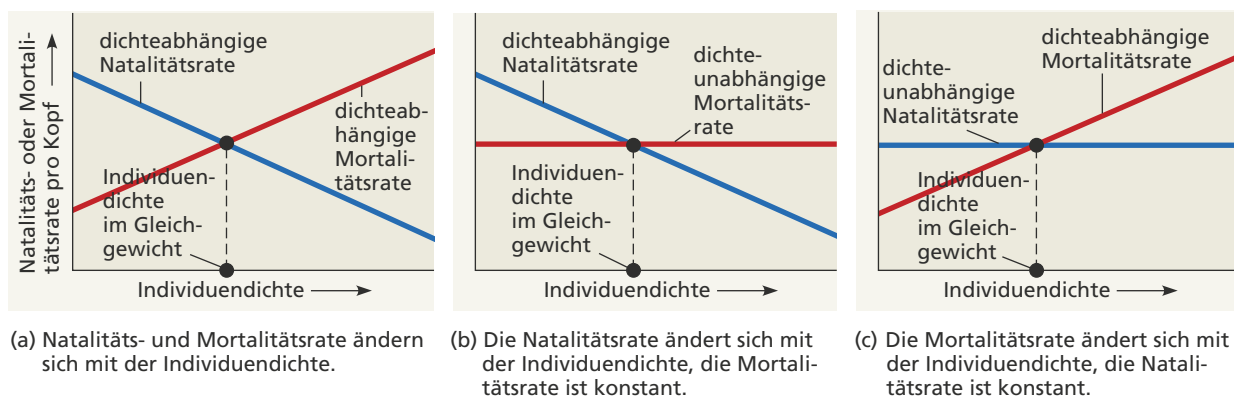 Natalitäts- oder Mortali-
tätsrate pro Kopf
dichteabhängige
Natalitätsrate
dichteab-
hängige
Mortali-
tätsrate
Individuen-
dichte
im Gleich-
gewicht
Individuendichte
(a) Natalitäts- und Mortalitätsrate ändern
sich mit der Individuendichte.
dichteabhängige
Natalitätsrate
dichte-
unabhängige
Mortalitäts-
rate
Individuen-
dichte
im Gleich-
gewicht
Individuendichte
(b) Die Natalitätsrate ändert sich mit
der Individuendichte, die Mortali-
tätsrate ist konstant.
dichteabhängige
Mortalitätsrate
dichte-
unabhängige
Natalitätsrate
Individuen-
dichte
im Gleich-
gewicht
Individuendichte
(c) Die Mortalitätsrate ändert sich mit
der Individuendichte, die Natali-
tätsrate ist konstant.